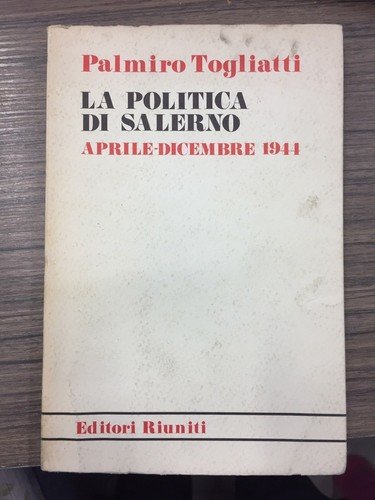 Palmiro Togliatti
LA POLITICA
DI SALERNO
APRILE-DICEMBRE 1944
Editori Riuniti